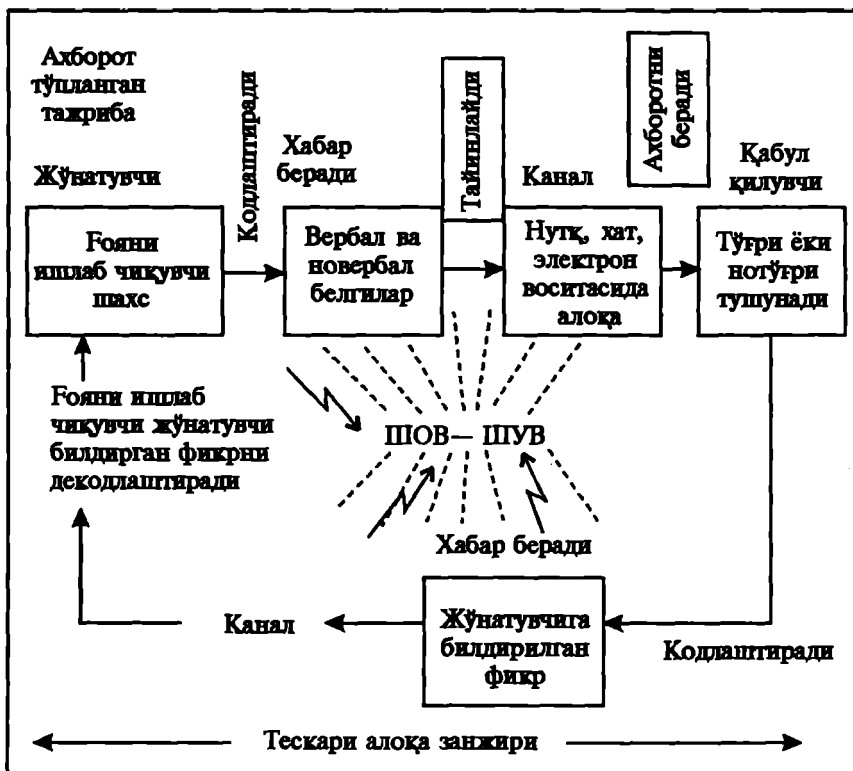 Ахборот
тўпланган
тажриба
Жўнатувчи
Ғояни
ишлаб чиқувчи
шахс
Кодлаштиради
Хабар
беради
Вербал ва
новербал
белгилар
Тайинлайди
Канал
Нутқ, хат,
электрон
воситасида
алоқа
Ахборотни
беради
Қабул
қилувчи
Тўғри ёки
нотўғри
тушунади
Ғояни ишлаб
чиқувчи жўнатувчи
билдирган фикрни
декодлаштиради
ШОВ — ШУВ
Хабар беради
Канал
Жўнатувчига
билдирилган
фикр
Кодлаштиради
Тескари алоқа занжири